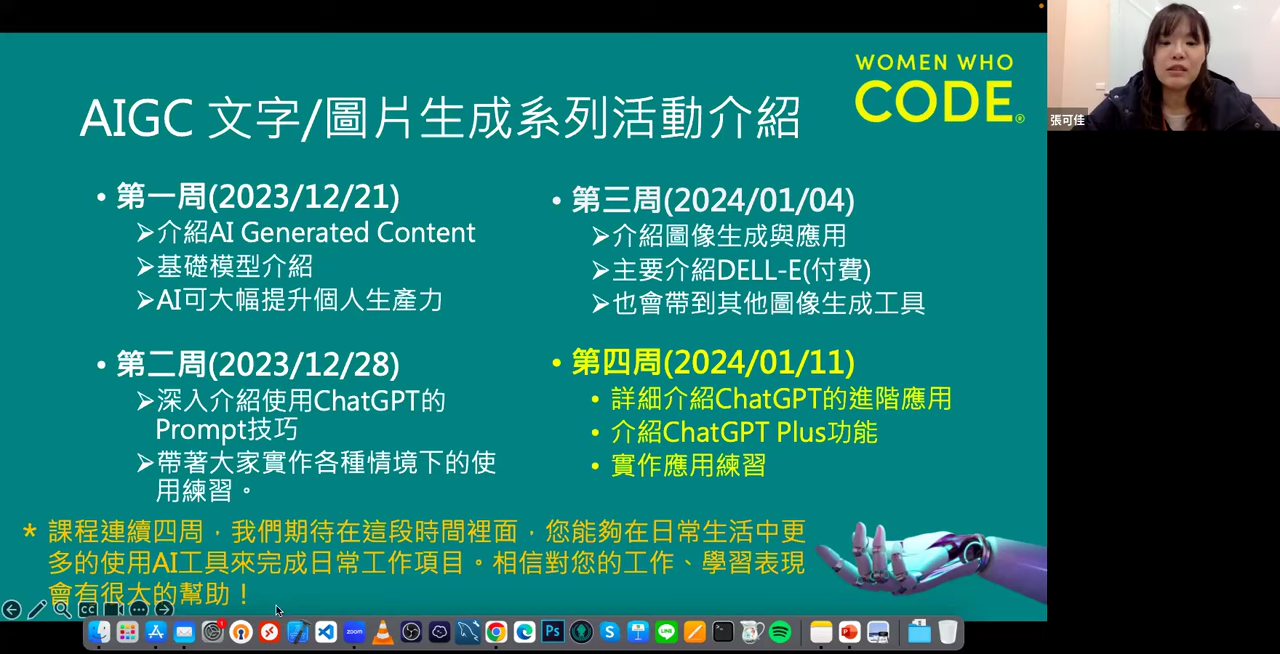 WOMEN WHO
CODE®
AIGC 文字/圖片生成系列活動介紹
張可佳
• 第一周(2023/12/21)
➢介紹AI Generated Content
➢基礎模型介紹
➢AI可大幅提升個人生產力
• 第二周(2023/12/28)
➢深入介紹使用ChatGPT的
Prompt技巧
➢帶著大家實作各種情境下的使
用練習。
• 第三周(2024/01/04)
➢介紹圖像生成與應用
➢主要介紹DELL-E(付費)
➢也會帶到其他圖像生成工具
• 第四周(2024/01/11)
• 詳細介紹ChatGPT的進階應用
• 介紹ChatGPT Plus功能
• 實作應用練習
* 課程連續四周，我們期待在這段時間裡面，您能夠在日常生活中更
多的使用AI工具來完成日常工作項目。相信對您的工作、學習表現
會有很大的幫助！
CC
zoom
Ps
LINE